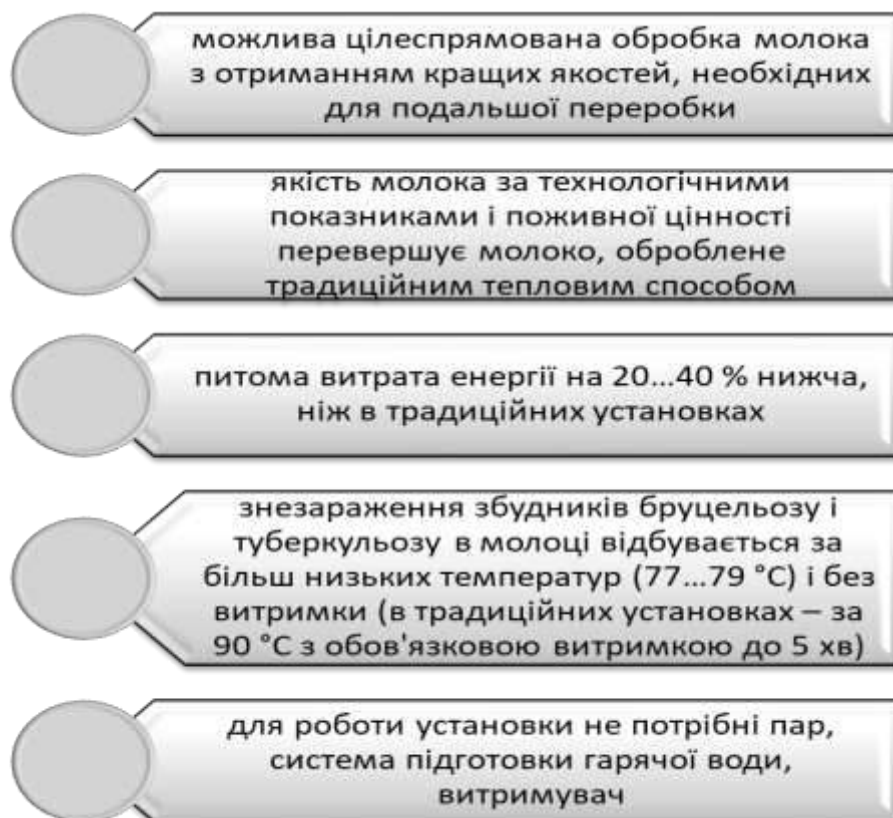 можлива цілеспрямована обробка молока
з отриманням кращих якостей, необхідних
для подальшої переробки
якість молока за технологічними
показниками і поживної цінності
перевершує молоко, оброблене
традиційним тепловим способом
питома витрата енергії на 20...40 % нижча,
ніж в традиційних установках
знезараження збудників бруцельозу і
туберкульозу в молоці відбувається за
більш низьких температур (77...79 °С) і без
витримки (в традиційних установках – за
90 °С з обов'язковою витримкою до 5 хв)
для роботи установки не потрібні пар,
система підготовки гарячої води,
витримувач